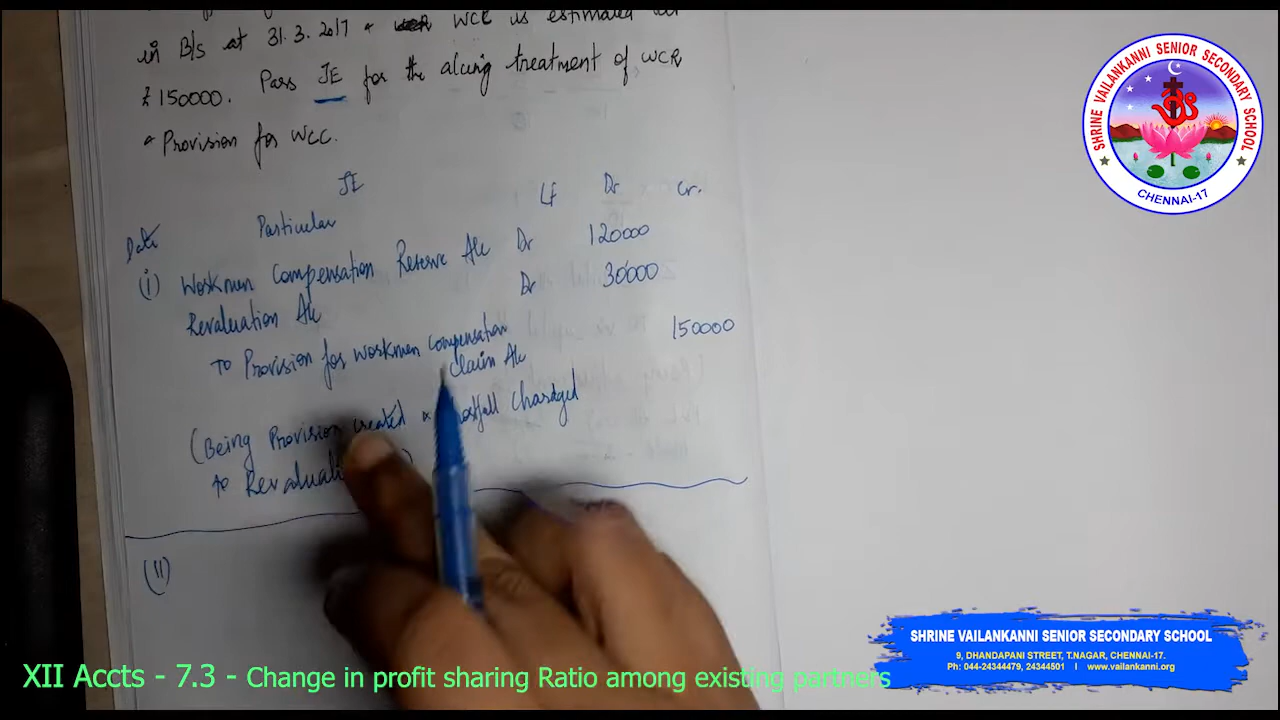 in B/s at 31.3.2017 & WCC is estimated at
₹150000. Pass JE for the alcing treatment of WCR
& Provision for WCC.
JE
Date Particular LF Dr Cr.
(i) Workmen Compensation Reserve A/c Dr 120000
Revaluation A/c Dr 30000
To Provision for workmen compensation claim A/c 150000
(Being Provision created & charged
to
(ii)
SHRINE VAILANKANNI SENIOR SECONDARY SCHOOL
CHENNAI-17
SHRINE VAILANKANNI SENIOR SECONDARY SCHOOL
9, DHANDAPANI STREET, T.NAGAR, CHENNAI-17.
Ph: 044-24344479, 24344501 I www.vailankanni.org
XII Accts - 7.3 - Change in profit sharing Ratio among existing partners